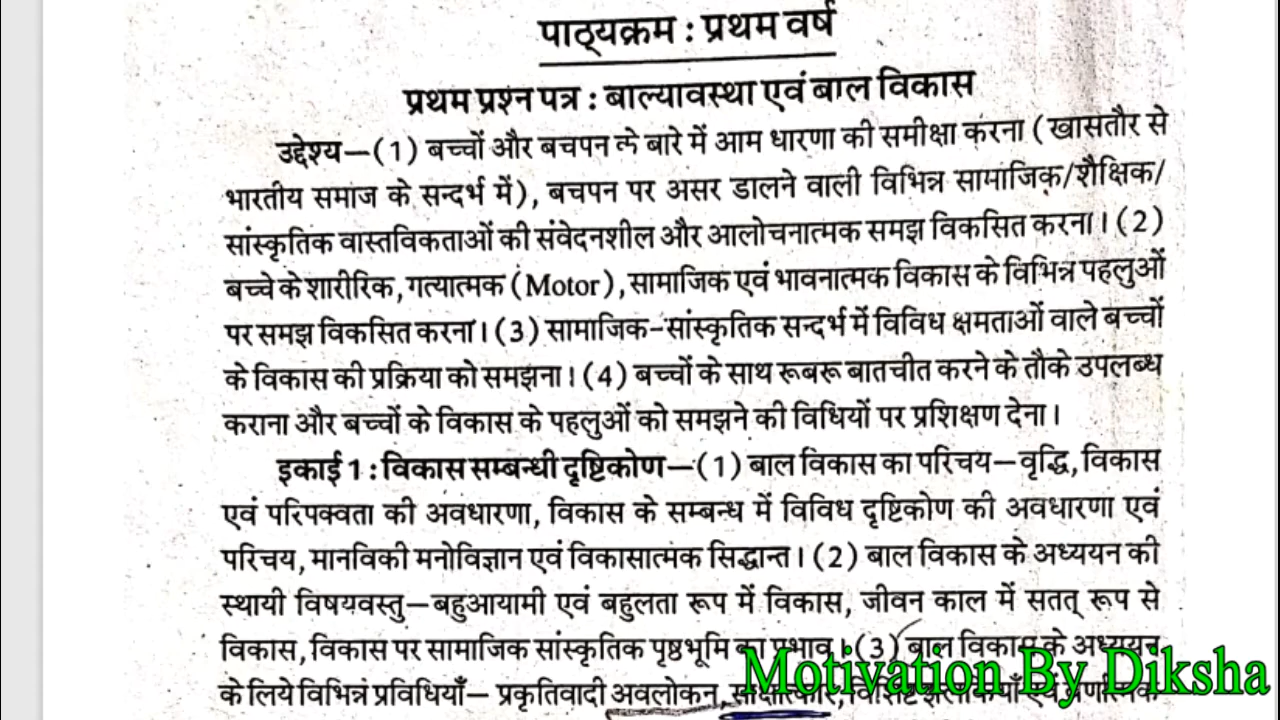 पाठ्यक्रम : प्रथम वर्ष
प्रथम प्रश्न पत्र : बाल्यावस्था एवं बाल विकास
उद्देश्य—(1) बच्चों और बचपन के बारे में आम धारणा की समीक्षा करना (खासतौर से
भारतीय समाज के सन्दर्भ में), बचपन पर असर डालने वाली विभिन्न सामाजिक/शैक्षिक/
सांस्कृतिक वास्तविकताओं की संवेदनशील और आलोचनात्मक समझ विकसित करना। (2)
बच्चे के शारीरिक, गत्यात्मक (Motor), सामाजिक एवं भावनात्मक विकास के विभिन्न पहलुओं
पर समझ विकसित करना। (3) सामाजिक-सांस्कृतिक सन्दर्भ में विविध क्षमताओं वाले बच्चों
के विकास की प्रक्रिया को समझना। (4) बच्चों के साथ रूबरू बातचीत करने के तौके उपलब्ध
कराना और बच्चों के विकास के पहलुओं को समझने की विधियों पर प्रशिक्षण देना।
इकाई 1 : विकास सम्बन्धी दृष्टिकोण—(1) बाल विकास का परिचय—वृद्धि, विकास
एवं परिपक्वता की अवधारणा, विकास के सम्बन्ध में विविध दृष्टिकोण की अवधारणा एवं
परिचय, मानविकी मनोविज्ञान एवं विकासात्मक सिद्धान्त। (2) बाल विकास के अध्ययन की
स्थायी विषयवस्तु—बहुआयामी एवं बहुलता रूप में विकास, जीवन काल में सतत् रूप से
विकास, विकास पर सामाजिक सांस्कृतिक पृष्ठभूमि का प्रभाव। (3) बाल विकास के अध्ययन
के लिये विभिन्न प्रविधियाँ— प्रकृतिवादी अवलोकन, साक्षात्कार,
Motivation By Diksha